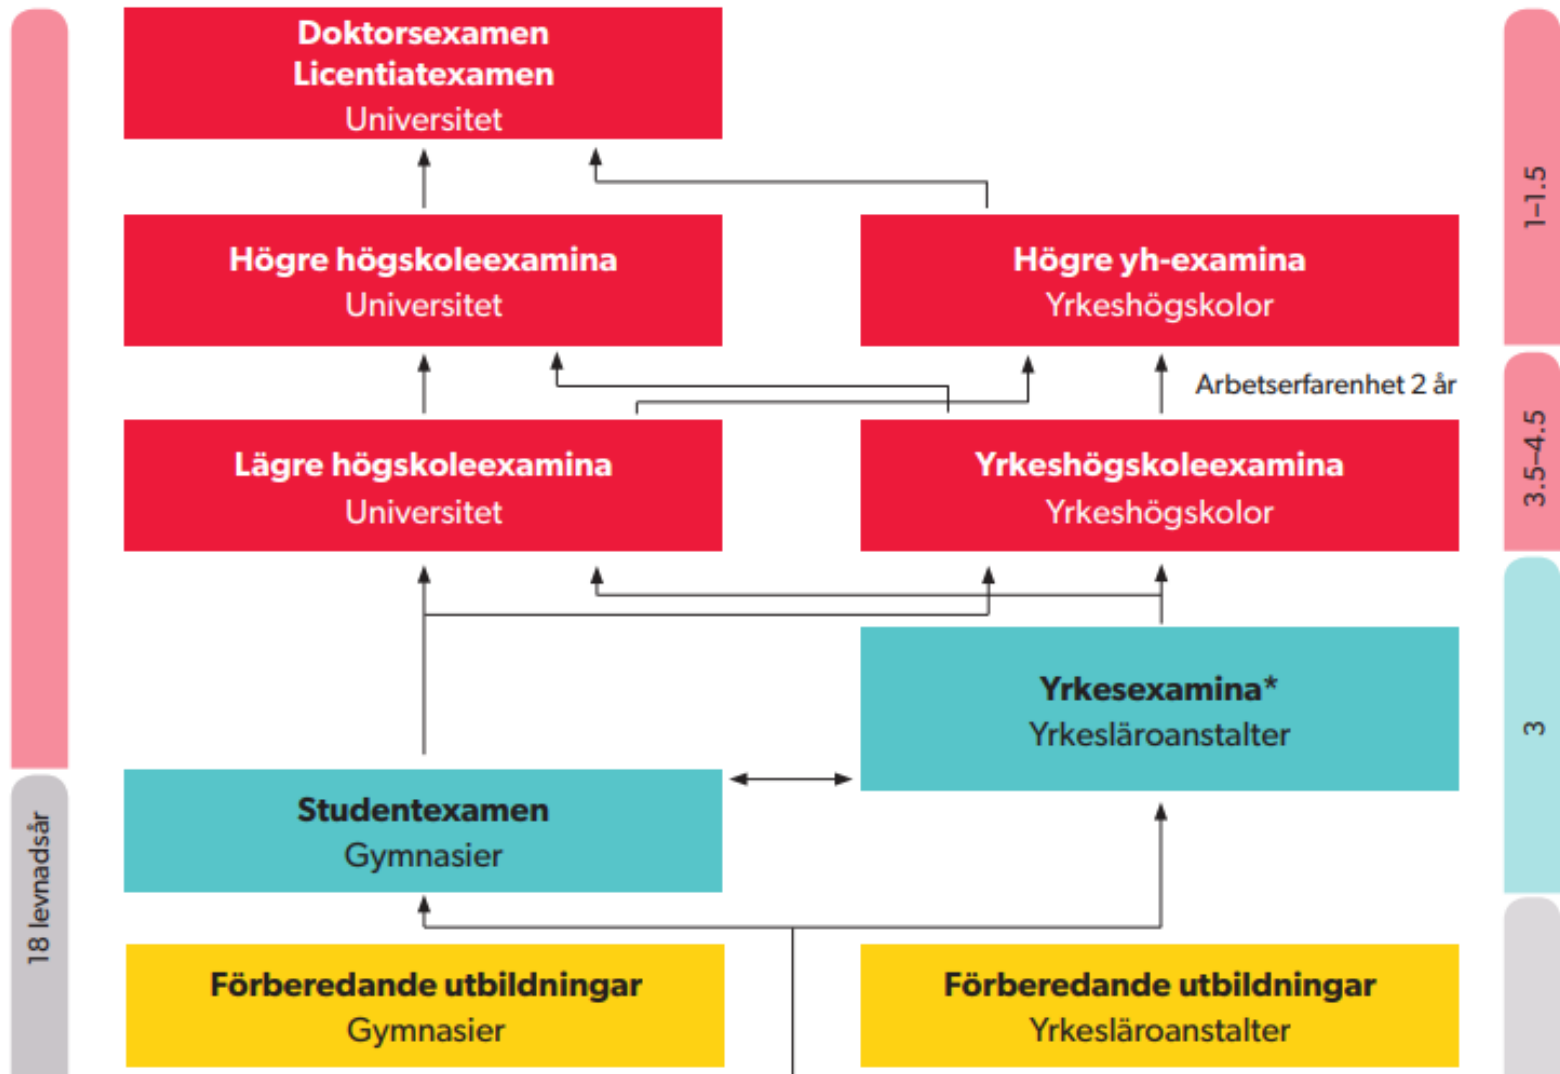 Doktorsexamen
Licentiatexamen
Universitet
1–1.5
Högre högskoleexamina
Universitet
Högre yh-examina
Yrkeshögskolor
Arbetserfarenhet 2 år
3.5–4.5
Lägre högskoleexamina
Universitet
Yrkeshögskoleexamina
Yrkeshögskolor
3
Yrkesexamina*
Yrkesläroanstalter
Studentexamen
Gymnasier
18 levnadsår
Förberedande utbildningar
Gymnasier
Förberedande utbildningar
Yrkesläroanstalter